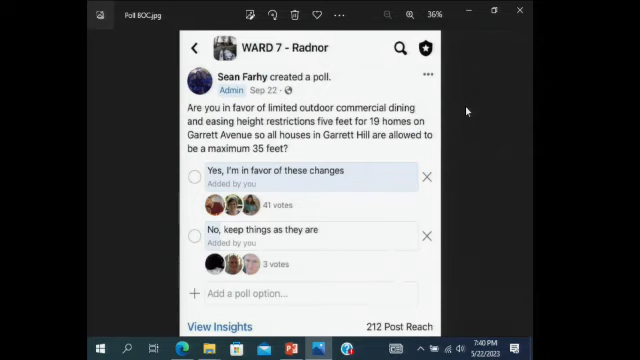 Poll BOC.jpg
36%
WARD 7 - Radnor
Sean Farhy created a poll.
Admin Sep 22
Are you in favor of limited outdoor commercial dining
and easing height restrictions five feet for 19 homes on
Garrett Avenue so all houses in Garrett Hill are allowed to
be a maximum 35 feet?
Yes, I'm in favor of these changes
Added by you
41 votes
No, keep things as they are
Added by you
3 votes
Add a poll option...
View Insights 212 Post Reach
7:40 PM
5/22/2023